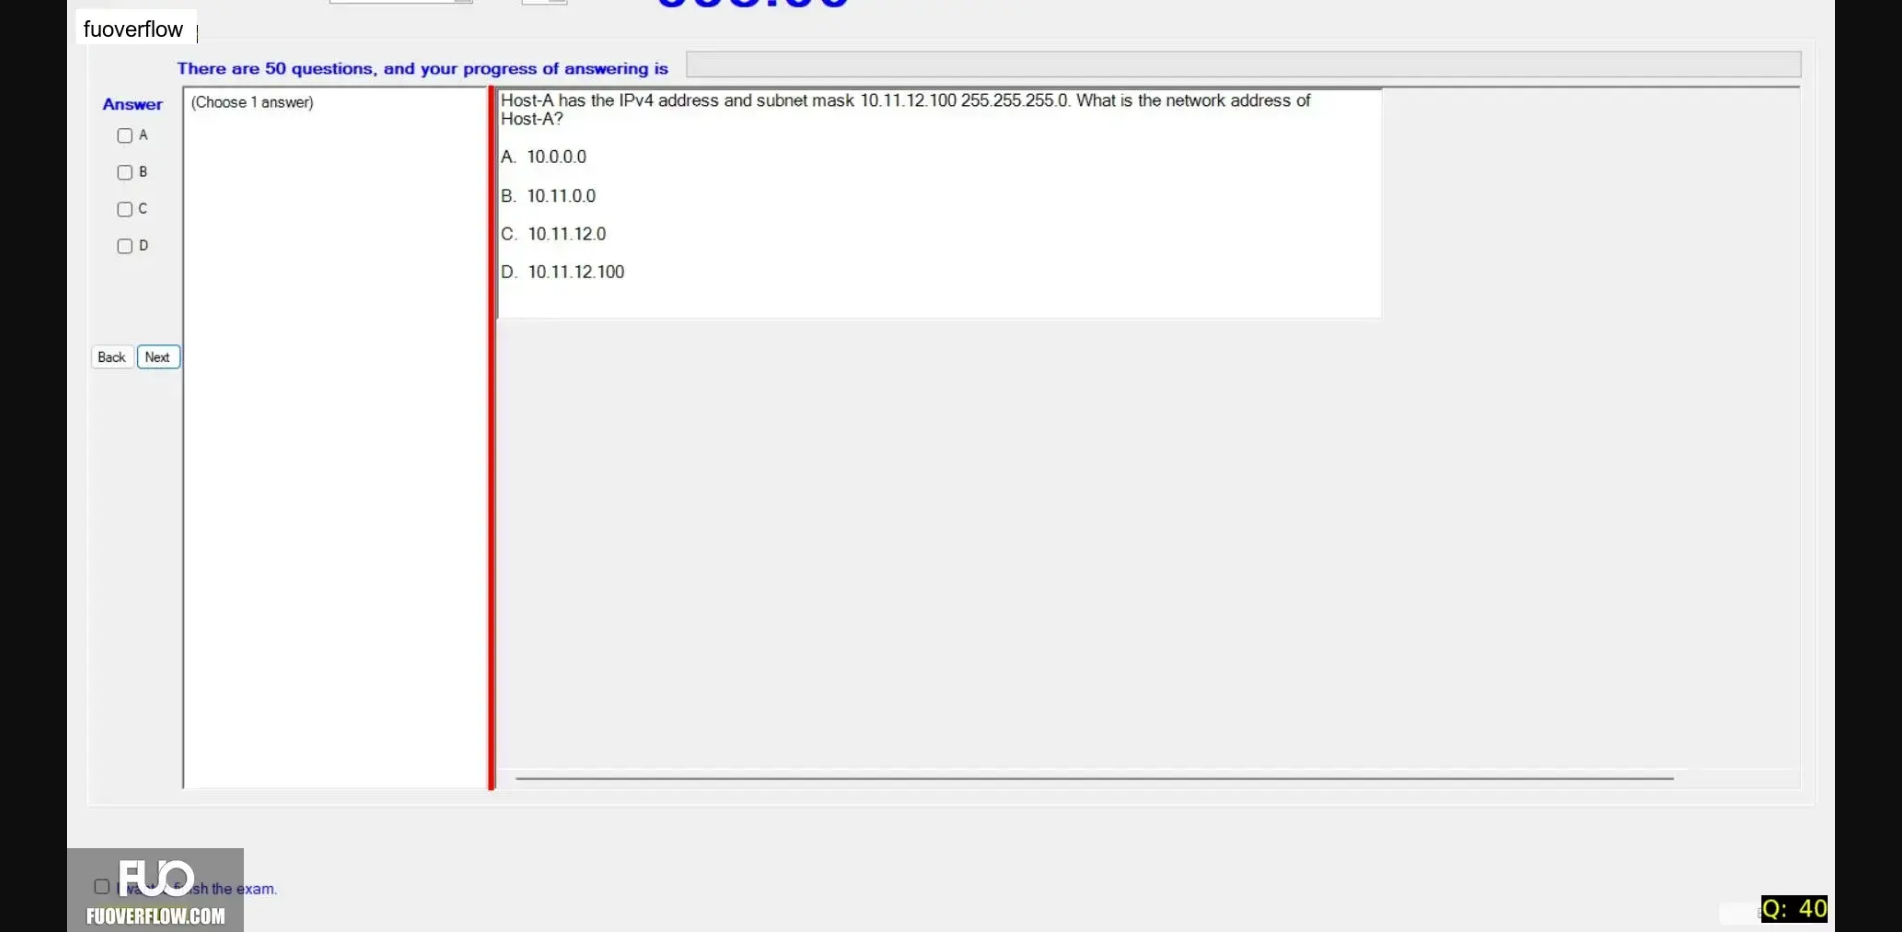 fuoverflow
There are 50 questions, and your progress of answering is
Answer
(Choose 1 answer)
A
B
C
D
Back Next
Host-A has the IPv4 address and subnet mask 10.11.12.100 255.255.255.0. What is the network address of
Host-A?
A. 10.0.0.0
B. 10.11.0.0
C. 10.11.12.0
D. 10.11.12.100
FUO
sh the exam.
FUOVERFLOW.COM
Q: 40